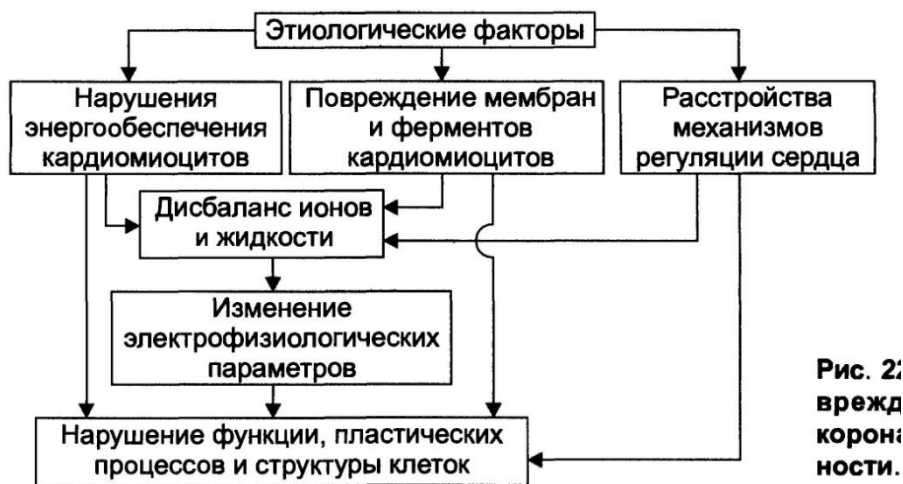 Этиологические факторы
Нарушения
энергообеспечения
кардиомиоцитов
Повреждение мембран
и ферментов
кардиомиоцитов
Расстройства
механизмов
регуляции сердца
Дисбаланс ионов
и жидкости
Изменение
электрофизиологических
параметров
Нарушение функции, пластических
процессов и структуры клеток
Рис. 22
врежд
корона
ности.